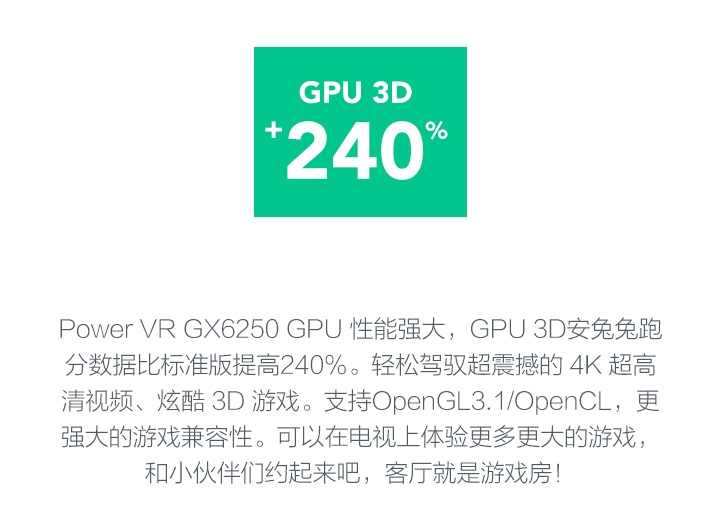 GPU 3D
+240%
Power VR GX6250 GPU 性能强大，GPU 3D安兔兔跑
分数据比标准版提高240%。轻松驾驭超震撼的 4K 超高
清视频、炫酷 3D 游戏。支持OpenGL3.1/OpenCL，更
强大的游戏兼容性。可以在电视上体验更多更大的游戏，
和小伙伴们约起来吧，客厅就是游戏房！